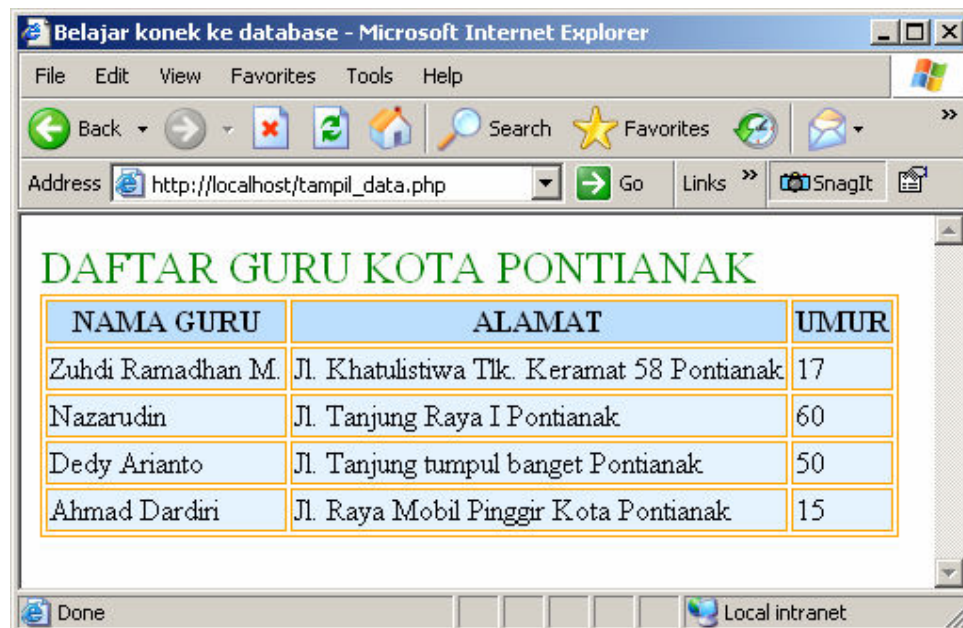 Belajar konek ke database - Microsoft Internet Explorer
File Edit View Favorites Tools Help
Back Search Favorites »
Address http://localhost/tampil_data.php Go Links » SnagIt
DAFTAR GURU KOTA PONTIANAK
NAMA GURU ALAMAT UMUR
Zuhdi Ramadhan M. Jl. Khatulistiwa Tlk. Keramat 58 Pontianak 17
Nazarudin Jl. Tanjung Raya I Pontianak 60
Dedy Arianto Jl. Tanjung tumpul banget Pontianak 50
Ahmad Dardiri Jl. Raya Mobil Pinggir Kota Pontianak 15
Done Local intranet